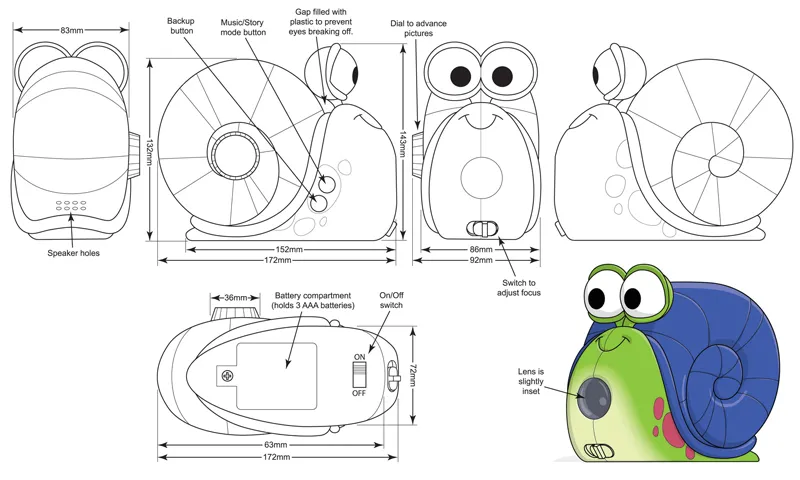 83mm
Backup
button
Music/Story
mode button
Gap filled with
plastic to prevent
eyes breaking off.
Dial to advance
pictures
132mm
143mm
Speaker holes
152mm
172mm
86mm
92mm
Switch to
adjust focus
36mm
Battery compartment
(holds 3 AAA batteries)
On/Off
switch
ON
OFF
72mm
63mm
172mm
Lens is
slightly
inset